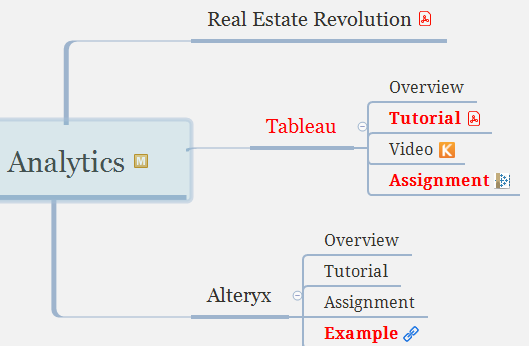 Real Estate Revolution
Analytics M
Tableau
Overview
Tutorial
Video K
Assignment
Alteryx
Overview
Tutorial
Assignment
Example